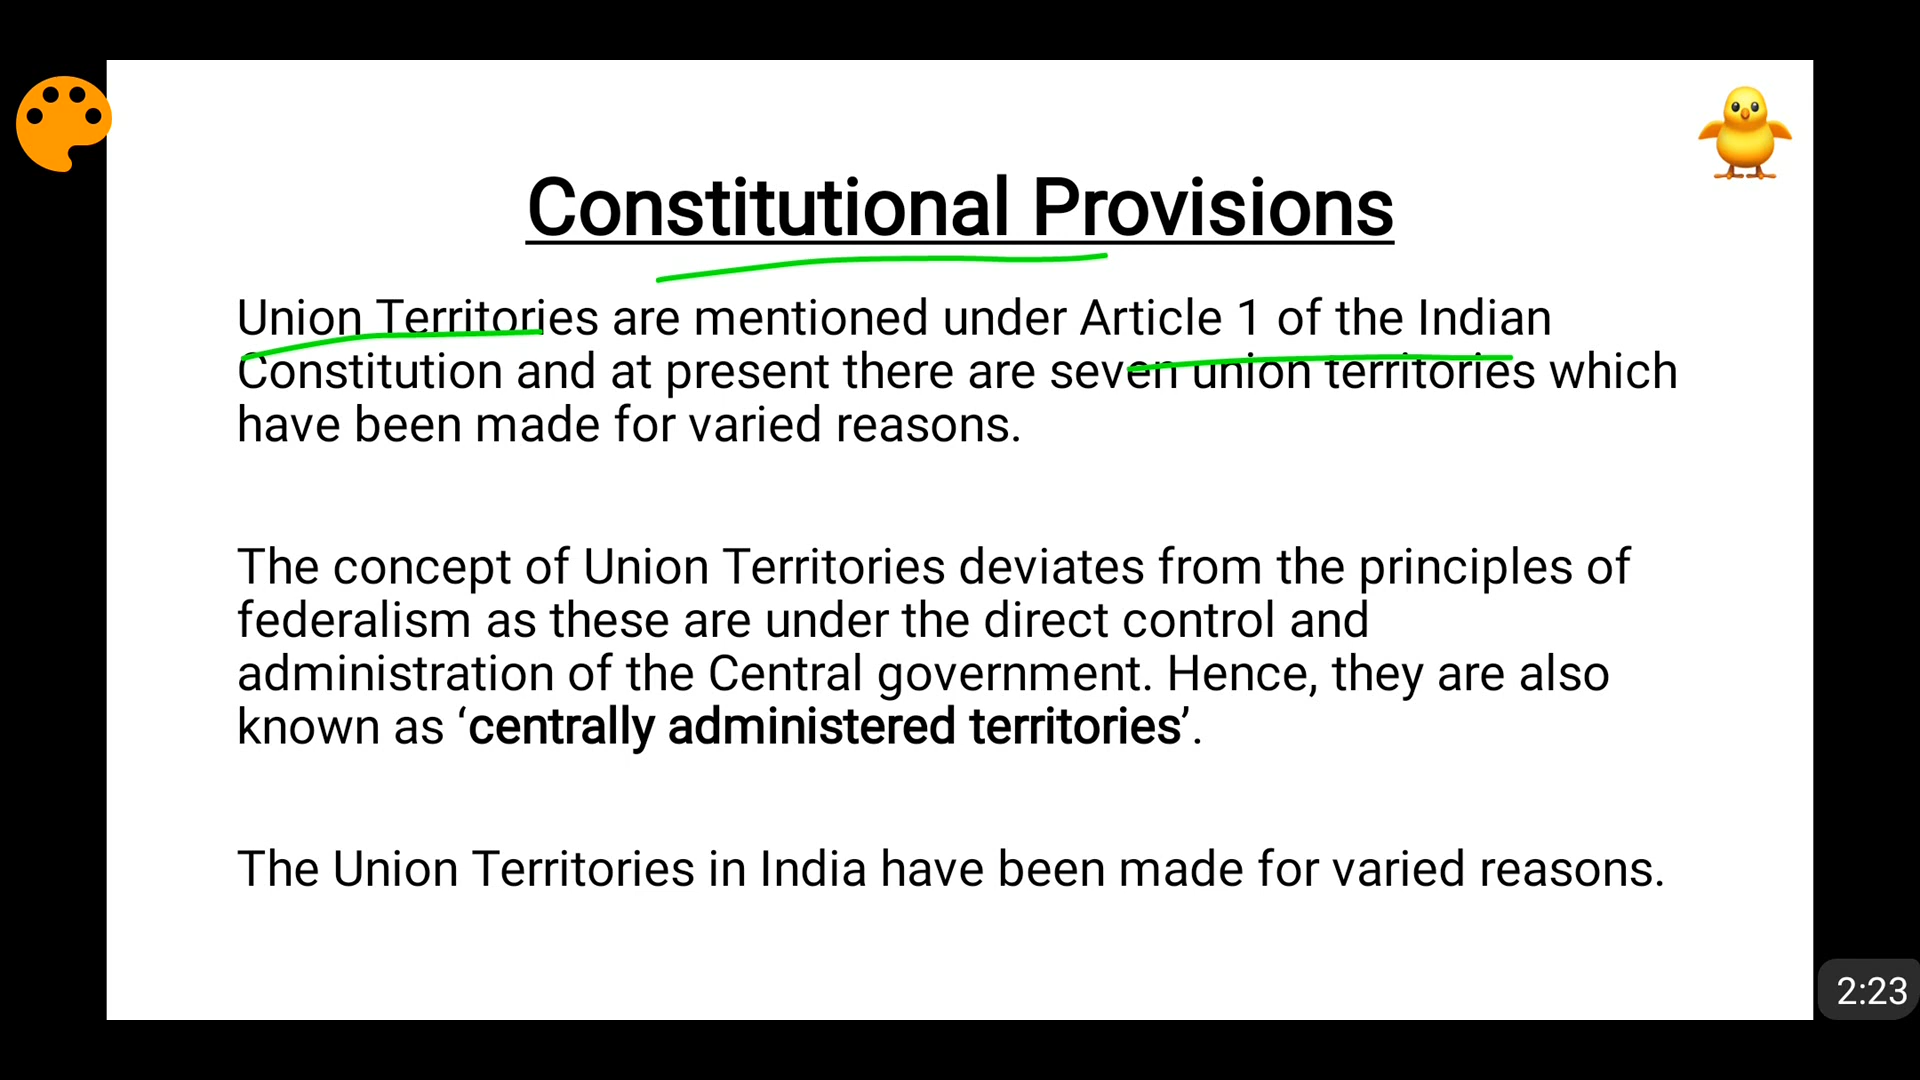 Constitutional Provisions
Union Territories are mentioned under Article 1 of the Indian
Constitution and at present there are seven union territories which
have been made for varied reasons.
The concept of Union Territories deviates from the principles of
federalism as these are under the direct control and
administration of the Central government. Hence, they are also
known as ‘centrally administered territories’.
The Union Territories in India have been made for varied reasons.
2:23